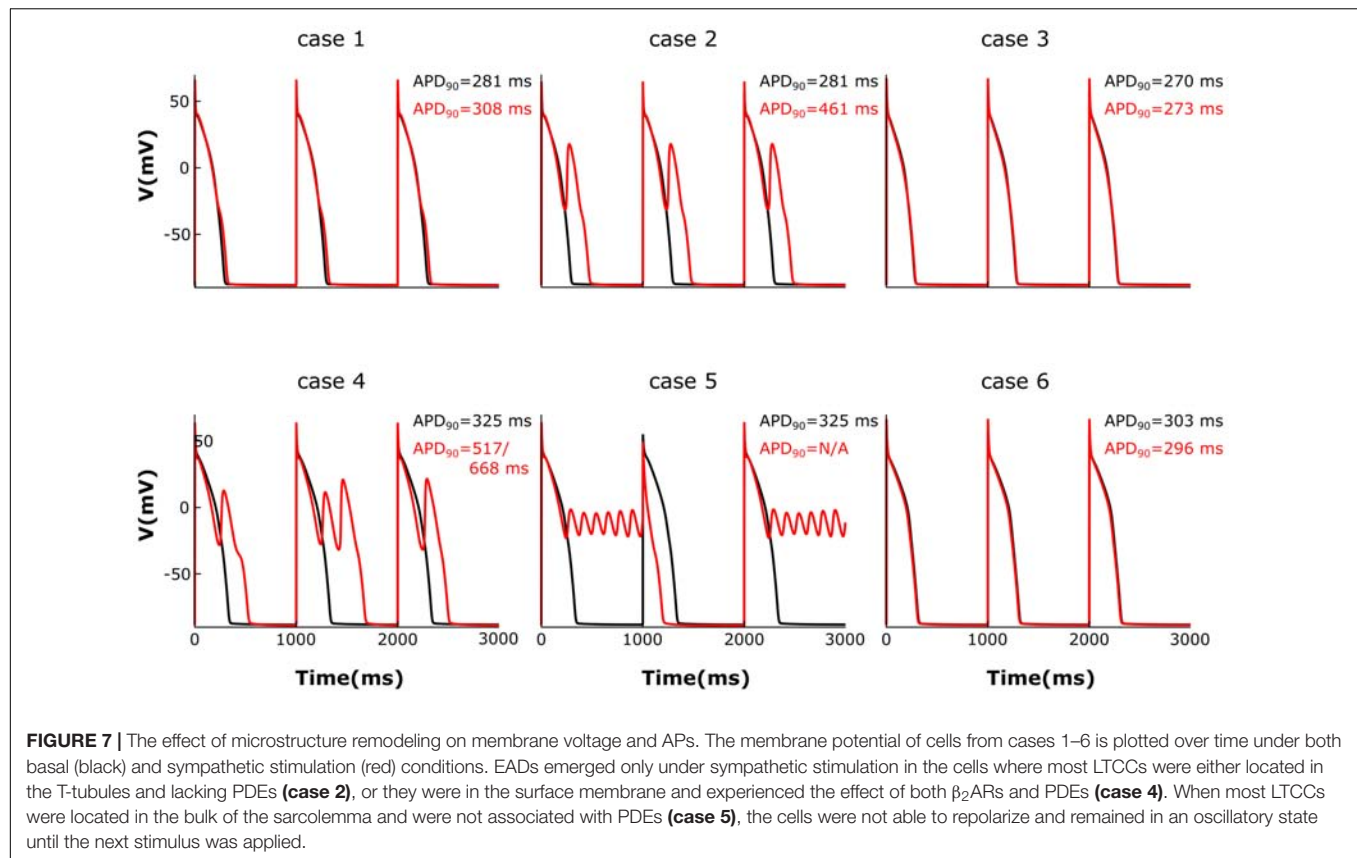 case 1
case 2
case 3
APD90=281 ms
APD90=308 ms
APD90=281 ms
APD90=461 ms
APD90=270 ms
APD90=273 ms
50
0
-50
V(mV)
case 4
case 5
case 6
APD90=325 ms
APD90=517/
668 ms
APD90=325 ms
APD90=N/A
APD90=303 ms
APD90=296 ms
50
0
-50
V(mV)
0 1000 2000 3000
0 1000 2000 3000
0 1000 2000 3000
Time(ms)
Time(ms)
Time(ms)
FIGURE 7 | The effect of microstructure remodeling on membrane voltage and APs. The membrane potential of cells from cases 1–6 is plotted over time under both
basal (black) and sympathetic stimulation (red) conditions. EADs emerged only under sympathetic stimulation in the cells where most LTCCs were either located in
the T-tubules and lacking PDEs (case 2), or they were in the surface membrane and experienced the effect of both β2ARs and PDEs (case 4). When most LTCCs
were located in the bulk of the sarcolemma and were not associated with PDEs (case 5), the cells were not able to repolarize and remained in an oscillatory state
until the next stimulus was applied.